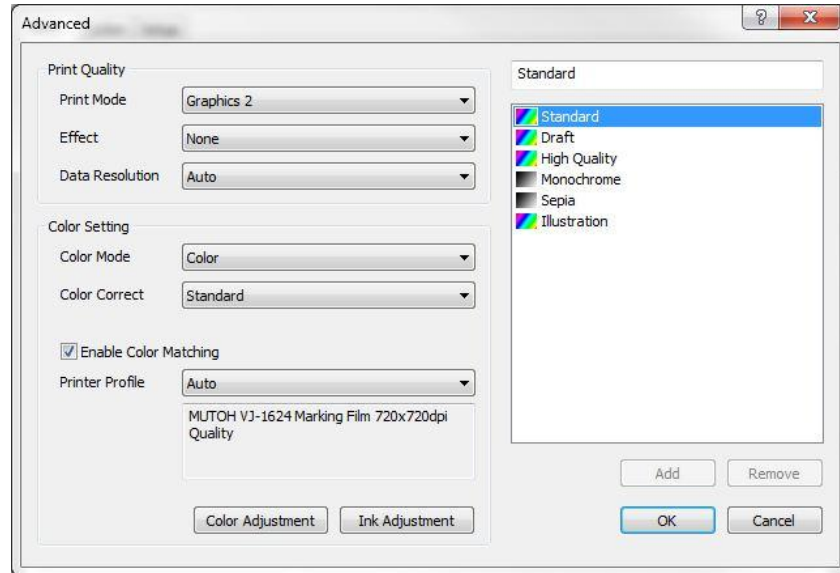 Advanced
Print Quality
Print Mode Graphics 2
Effect None
Data Resolution Auto
Color Setting
Color Mode Color
Color Correct Standard
Enable Color Matching
Printer Profile Auto
MUTOH VJ-1624 Marking Film 720x720dpi
Quality
Color Adjustment Ink Adjustment
Standard
Standard
Draft
High Quality
Monochrome
Sepia
Illustration
Add Remove
OK Cancel